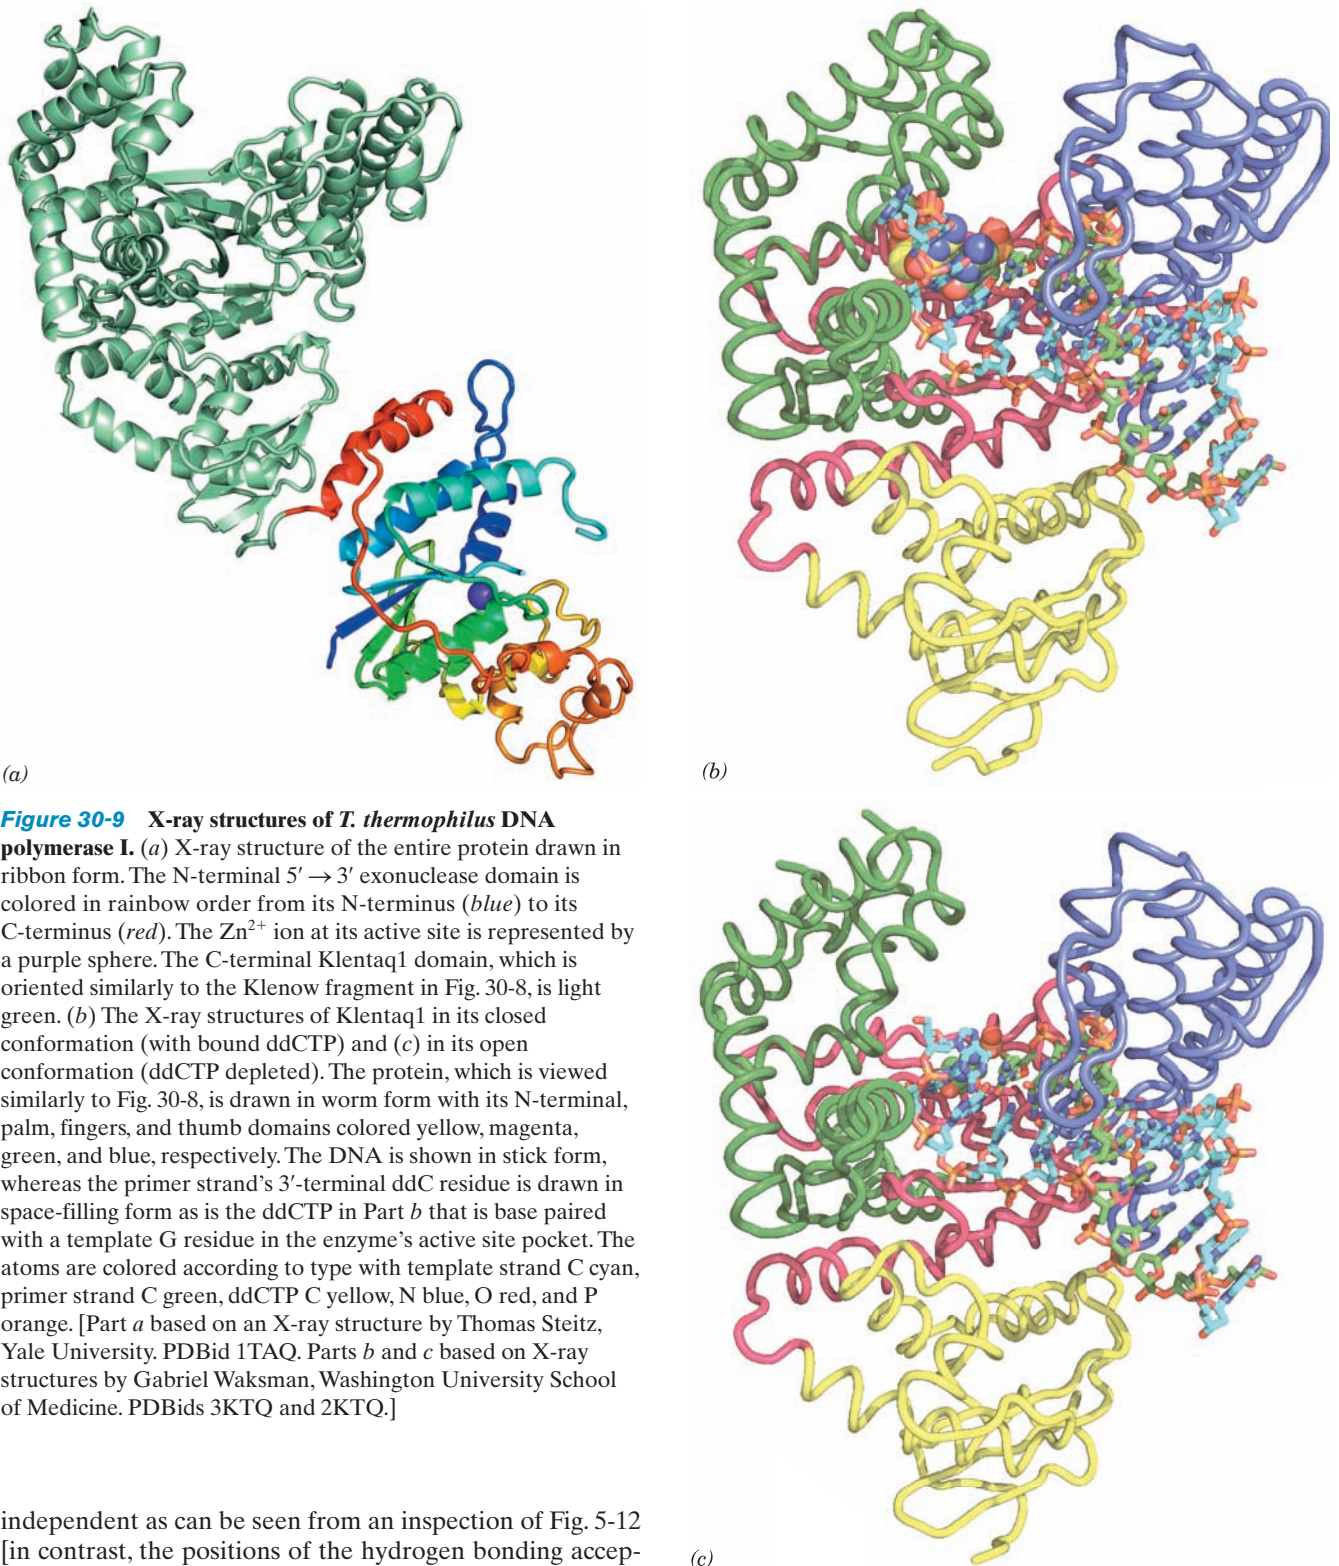 (a)
(b)
Figure 30-9 X-ray structures of T. thermophilus DNA
polymerase I. (a) X-ray structure of the entire protein drawn in
ribbon form. The N-terminal 5′ → 3′ exonuclease domain is
colored in rainbow order from its N-terminus (blue) to its
C-terminus (red). The Zn²⁺ ion at its active site is represented by
a purple sphere. The C-terminal Klentaq1 domain, which is
oriented similarly to the Klenow fragment in Fig. 30-8, is light
green. (b) The X-ray structures of Klentaq1 in its closed
conformation (with bound ddCTP) and (c) in its open
conformation (ddCTP depleted). The protein, which is viewed
similarly to Fig. 30-8, is drawn in worm form with its N-terminal,
palm, fingers, and thumb domains colored yellow, magenta,
green, and blue, respectively. The DNA is shown in stick form,
whereas the primer strand’s 3′-terminal ddC residue is drawn in
space-filling form as is the ddCTP in Part b that is base paired
with a template G residue in the enzyme’s active site pocket. The
atoms are colored according to type with template strand C cyan,
primer strand C green, ddCTP C yellow, N blue, O red, and P
orange. [Part a based on an X-ray structure by Thomas Steitz,
Yale University. PDBid 1TAQ. Parts b and c based on X-ray
structures by Gabriel Waksman, Washington University School
of Medicine. PDBids 3KTQ and 2KTQ.]
independent as can be seen from an inspection of Fig. 5-12
[in contrast, the positions of the hydrogen bonding accep-
(c)